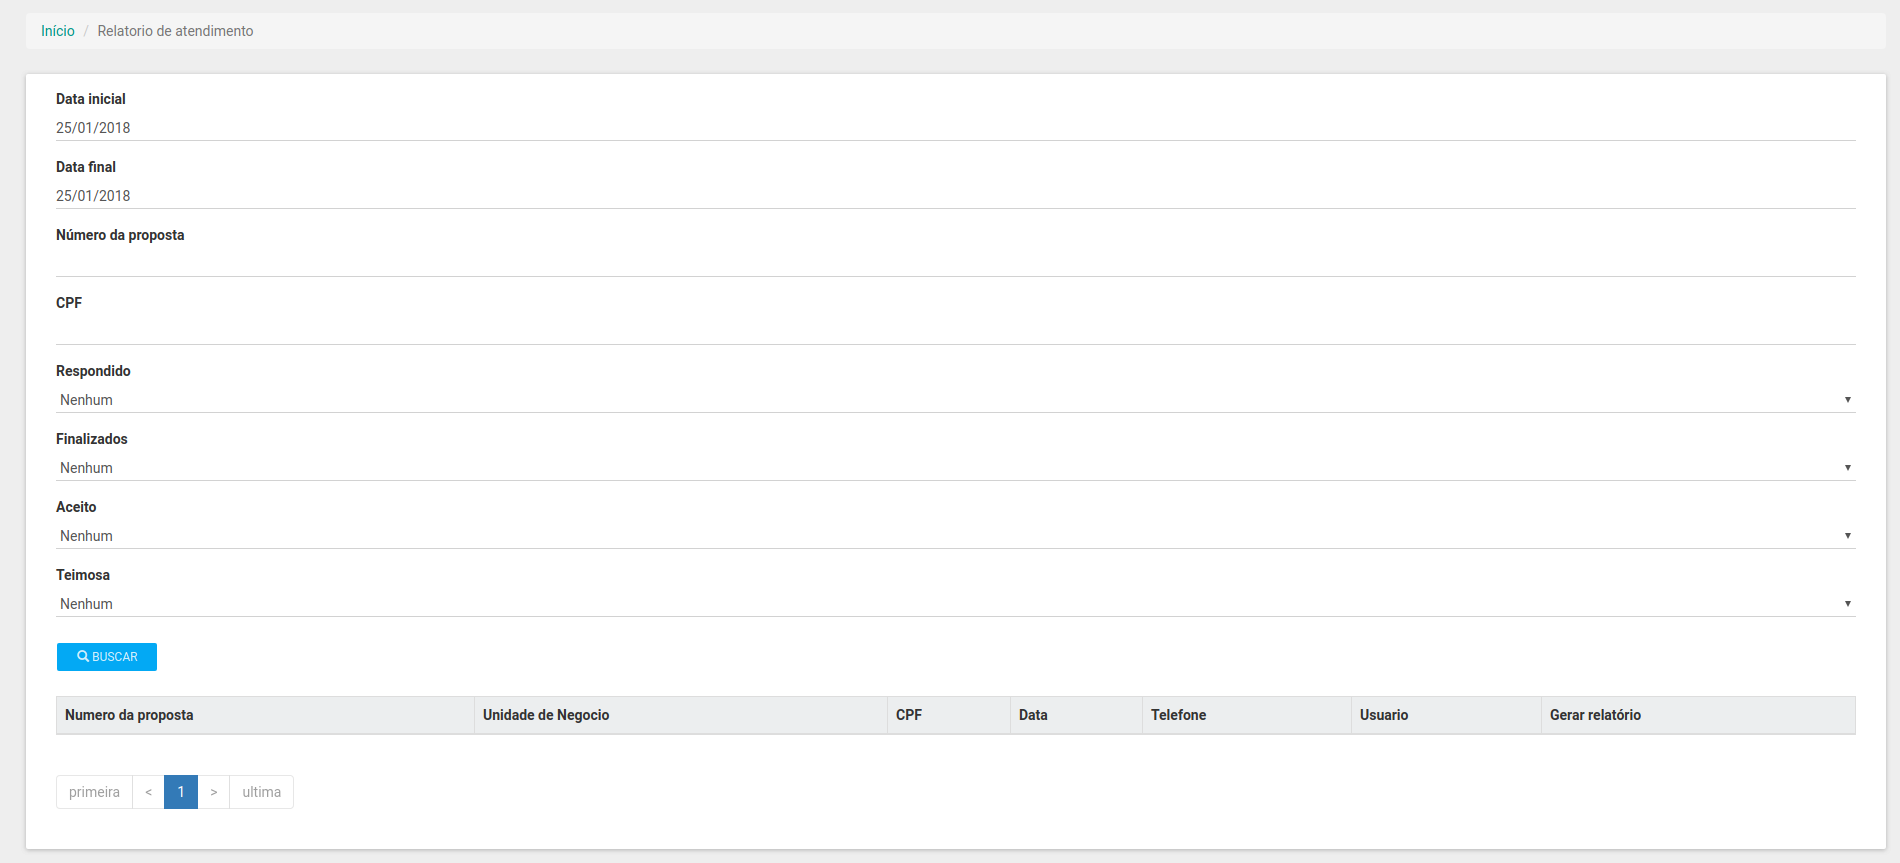 Início / Relatorio de atendimento
Data inicial
25/01/2018
Data final
25/01/2018
Número da proposta
CPF
Respondido
Nenhum
Finalizados
Nenhum
Aceito
Nenhum
Teimosa
Nenhum
BUSCAR
Numero da proposta Unidade de Negocio CPF Data Telefone Usuario Gerar relatório
primeira < 1 > ultima